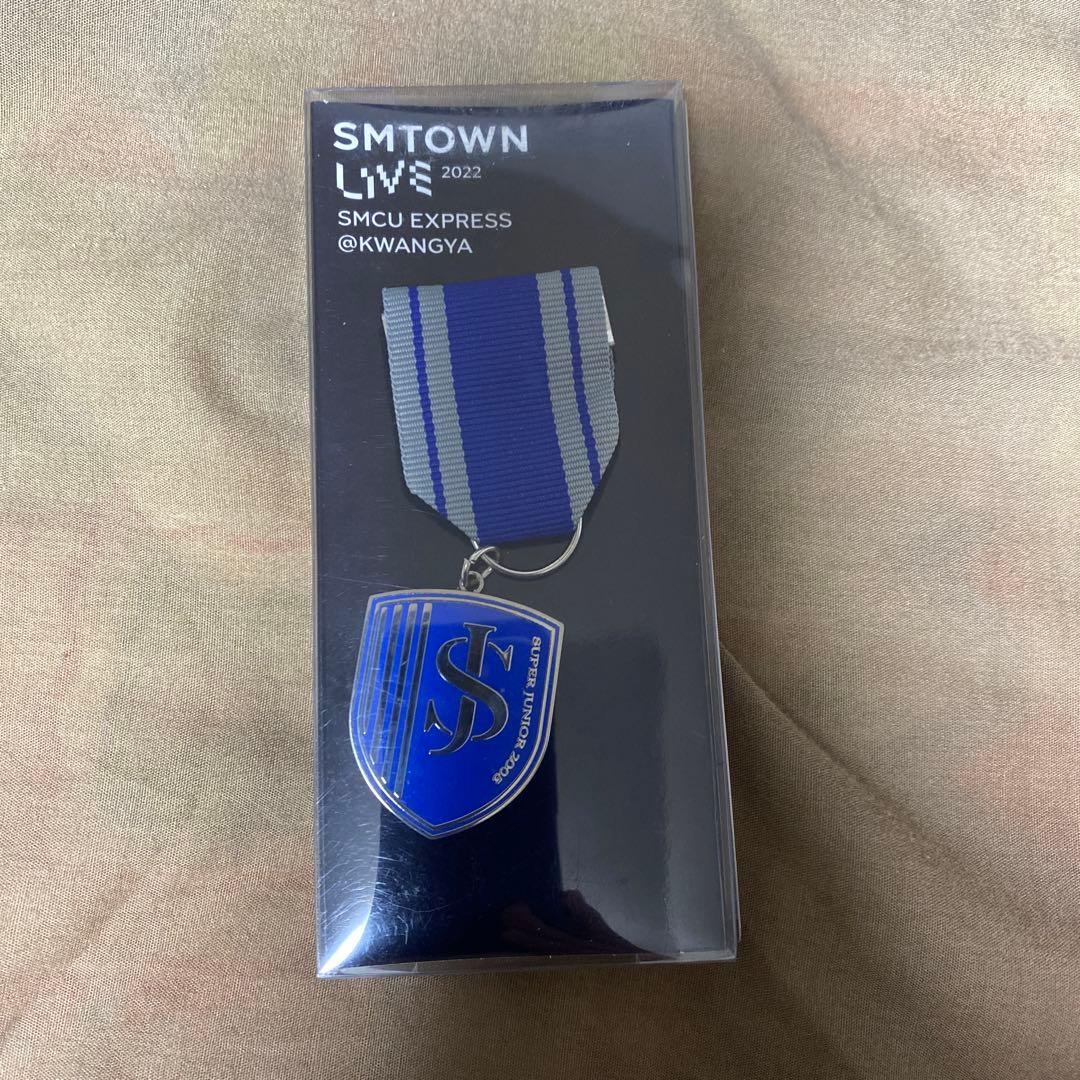 SMTOWN
LIVE 2022
SMCU EXPRESS
@KWANGYA
SJ
SUPER JUNIOR 2005